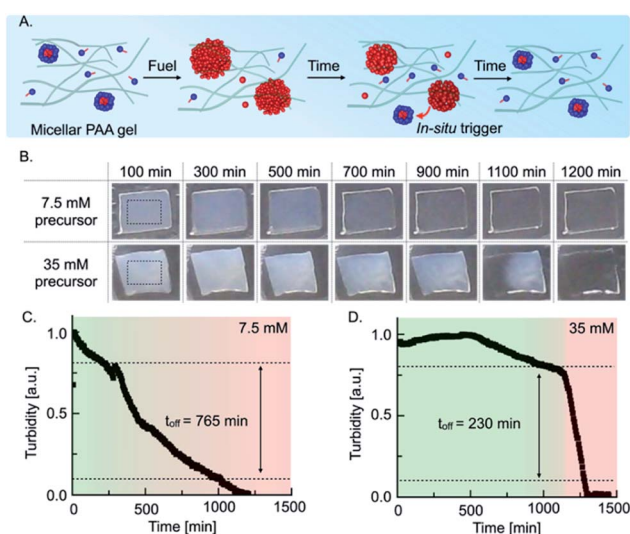 A.
Fuel
Time
Time
Micellar PAA gel
In-situ trigger
B.
100 min 300 min 500 min 700 min 900 min 1100 min 1200 min
7.5 mM
precursor
35 mM
precursor
C.
7.5 mM
1.0
0.5
0.0
Turbidity [a.u.]
toff = 765 min
0 500 1000 1500
Time [min]
D.
35 mM
1.0
0.5
0.0
Turbidity [a.u.]
toff = 230 min
0 500 1000 1500
Time [min]